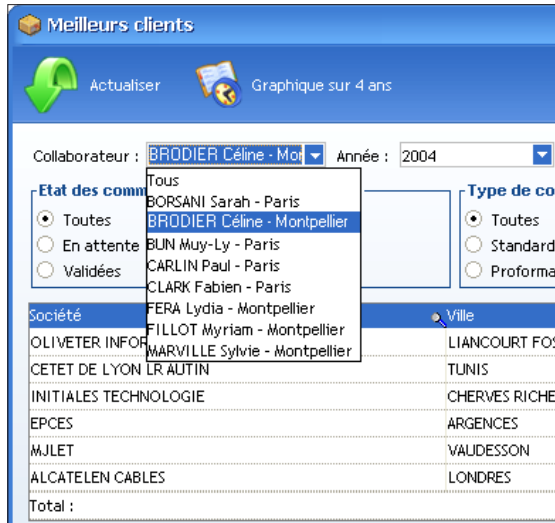 Meilleurs clients
Actualiser Graphique sur 4 ans
Collaborateur : BRODIER Céline - Mon Année : 2004
Tous
BORSANI Sarah - Paris
BRODIER Céline - Montpellier
BUN Muy-Ly - Paris
CARLIN Paul - Paris
CLARK Fabien - Paris
FERA Lydia - Montpellier
FILLOT Myriam - Montpellier
MARVILLE Sylvie - Montpellier
Etat des comm Type de co
Toutes Toutes
En attente Standard
Validées Proforma
Société Ville
OLIVETER INFOR LIANCOURT FOS
CETET DE LYON LR AUTIN TUNIS
INITIALES TECHNOLOGIE CHERVES RICHE
EPCES ARGENCES
MJLET VAUDESSON
ALCATELEN CABLES LONDRES
Total :